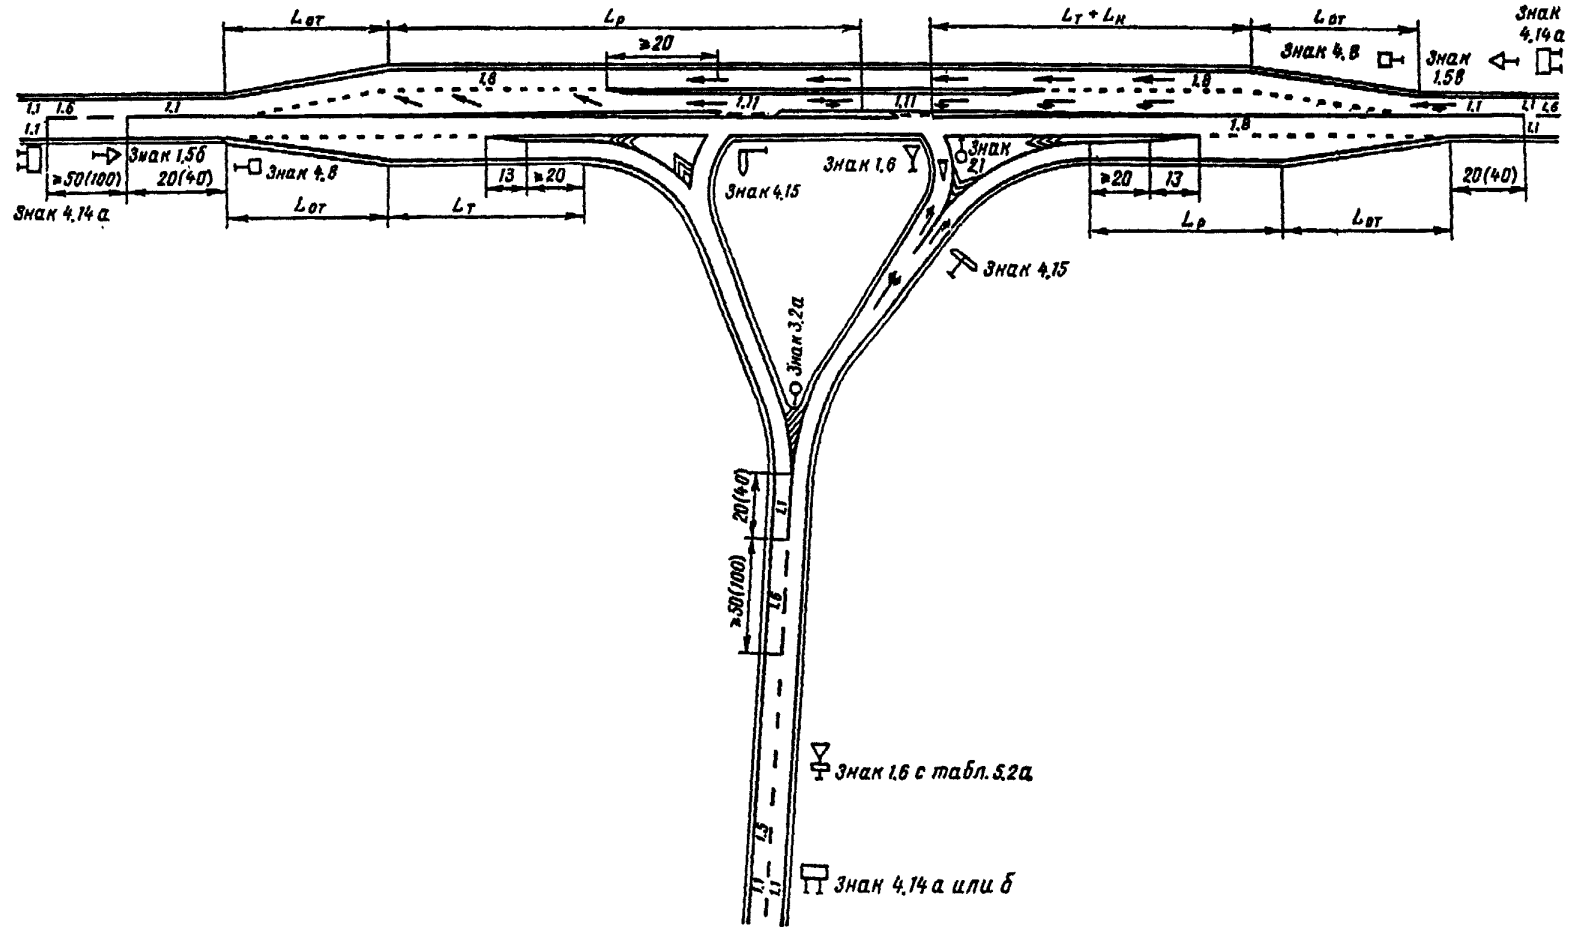 Lот
Lр
Lт + Lн
Lот
Знак
4.14а
≥20
Знак 4.8
Знак
1.5в
1.8
1.8
1.1
1.6
1.1
1.11
1.11
1.1
1.1
1.6
1.1
1.8
1.1
Знак 1.5б
Знак 4.8
Знак 1.6
Знак
2.1
≥50(100)
20(40)
13
≥20
Знак 4.15
≥20
13
20(40)
Знак 4.14а
Lот
Lт
Lр
Lот
Знак 4.15
Знак 3.2а
20(40)
1.1
≥50(100)
1.6
Знак 1.6 с табл. 5.2а
1.5
1.1
1.1
Знак 4.14а или б